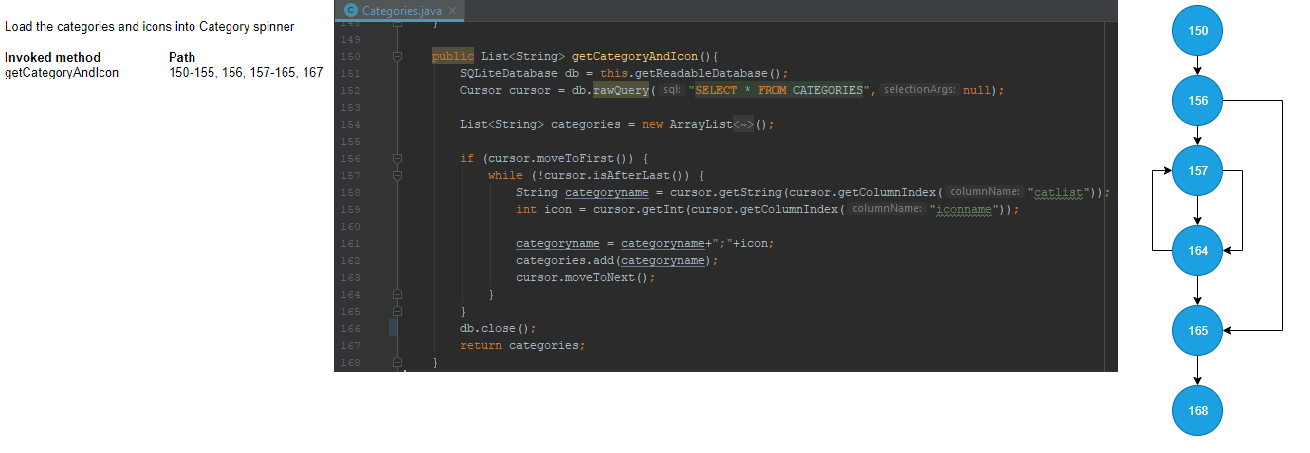 Load the categories and icons into Category spinner
Invoked method Path
getCategoryAndIcon 150-155, 156, 157-165, 167
Categories.java
148 }
149
150 public List<String> getCategoryAndIcon(){
151 SQLiteDatabase db = this.getReadableDatabase();
152 Cursor cursor = db.rawQuery( sql: "SELECT * FROM CATEGORIES", selectionArgs: null);
153
154 List<String> categories = new ArrayList<~>();
155
156 if (cursor.moveToFirst()) {
157 while (!cursor.isAfterLast()) {
158 String categoryname = cursor.getString(cursor.getColumnIndex( columnName: "catlist"));
159 int icon = cursor.getInt(cursor.getColumnIndex( columnName: "iconname"));
160
161 categoryname = categoryname+";"+icon;
162 categories.add(categoryname);
163 cursor.moveToNext();
164 }
165 }
166 db.close();
167 return categories;
168 }
150
156
157
164
165
168